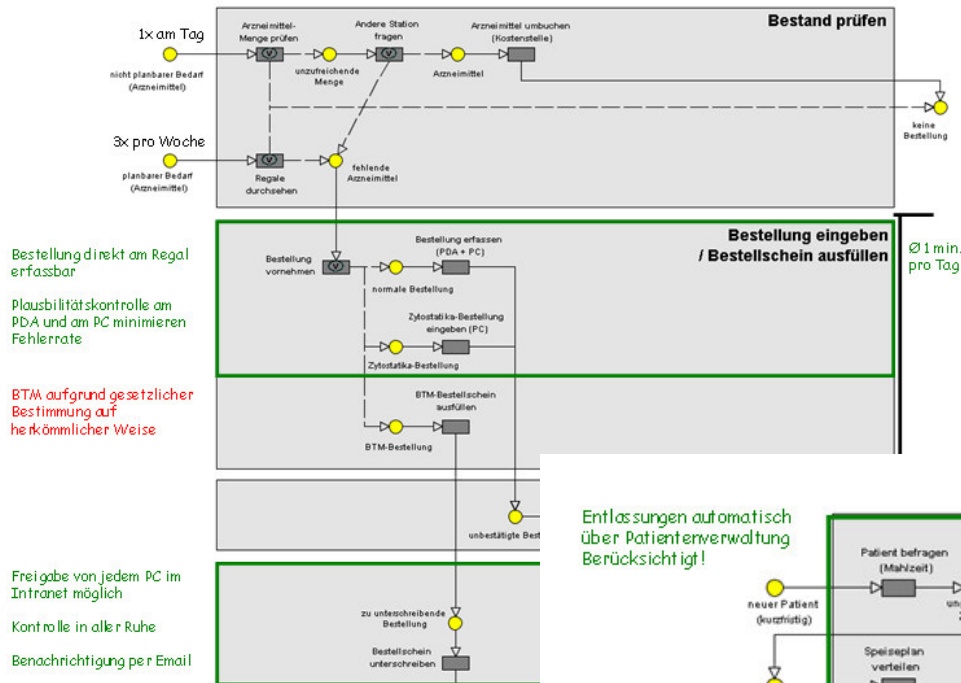 Bestand prüfen
1x am Tag
Arzneimittel-
Menge prüfen
Andere Station
fragen
Arzneimittel umbuchen
(Kostenstelle)
V
V
nicht planbarer Bedarf
(Arzneimittel)
unzufreichende
Menge
Arzneimittel
keine
Bestellung
3x pro Woche
V
planbarer Bedarf
(Arzneimittel)
Regale
durchsehen
fehlende
Arzneimittel
Bestellung eingeben
/ Bestellschein ausfüllen
Ø 1 min.
pro Tag
Bestellung direkt am Regal
erfassbar
Plausbilitätskontrolle am
PDA und am PC minimieren
Fehlerrate
Bestellung
vornehmen
V
Bestellung erfassen
(PDA + PC)
normale Bestellung
Zytostatika-Bestellung
eingeben (PC)
Zytostatika-Bestellung
BTM aufgrund gesetzlicher
Bestimmung auf
herkömmlicher Weise
BTM-Bestellschein
ausfüllen
BTM-Bestellung
unbestätigte Best
Freigabe von jedem PC im
Intranet möglich
Kontrolle in aller Ruhe
Benachrichtigung per Email
zu unterschreibende
Bestellung
Bestellschein
unterschreiben
Entlassungen automatisch
über Patientenverwaltung
Berücksichtigt!
Patient befragen
(Mahlzeit)
neuer Patient
(kurzfristig)
Speiseplan
verteilen